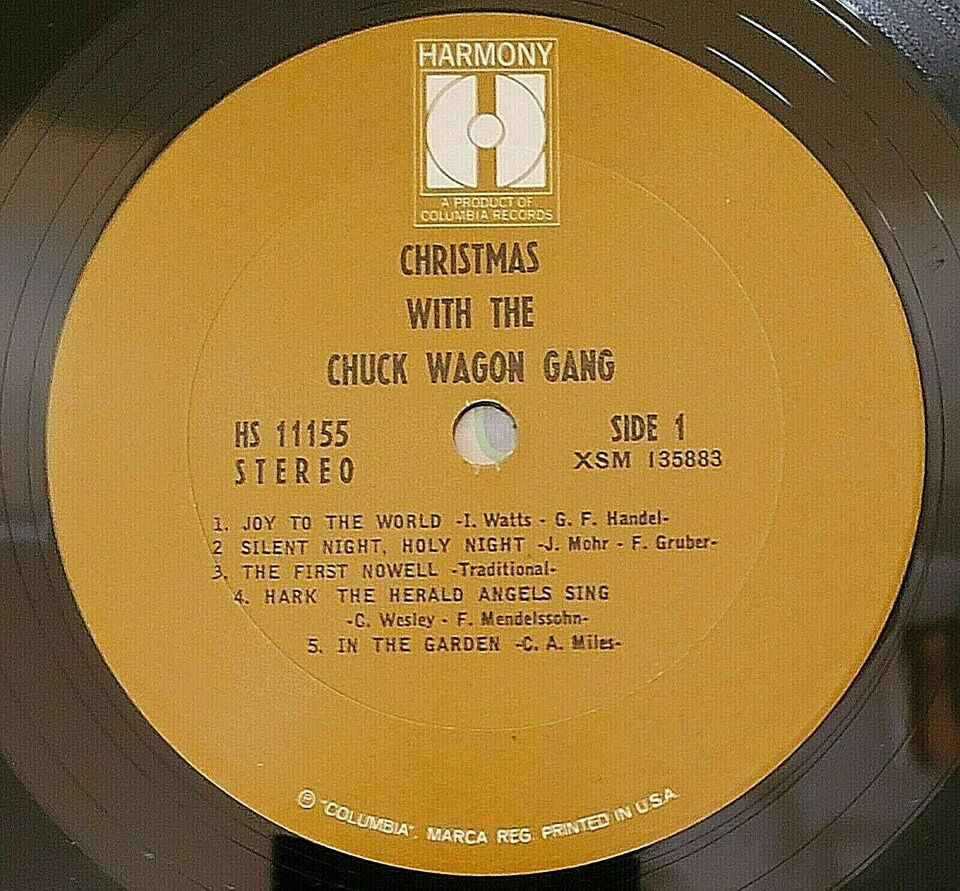 HARMONY
H
A PRODUCT OF
COLUMBIA RECORDS
CHRISTMAS
WITH THE
CHUCK WAGON GANG
HS 11155
STEREO
SIDE 1
XSM 135883
1. JOY TO THE WORLD -I. Watts - G. F. Handel-
2 SILENT NIGHT, HOLY NIGHT -J. Mohr - F. Gruber-
3. THE FIRST NOWELL -Traditional-
4. HARK THE HERALD ANGELS SING
-C. Wesley - F. Mendelssohn-
5. IN THE GARDEN -C. A. Miles-
℗ "COLUMBIA", MARCA REG. PRINTED IN U.S.A.